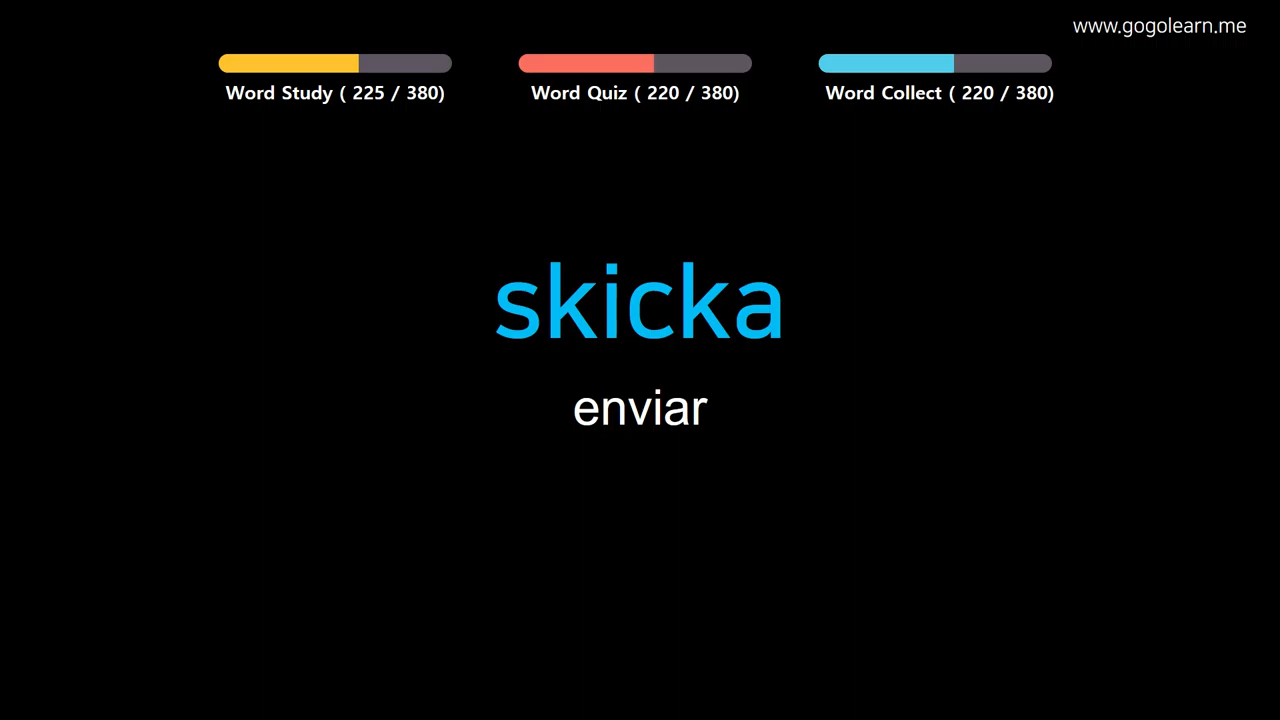 www.gogolearn.me
Word Study ( 225 / 380)
Word Quiz ( 220 / 380)
Word Collect ( 220 / 380)
skicka
enviar